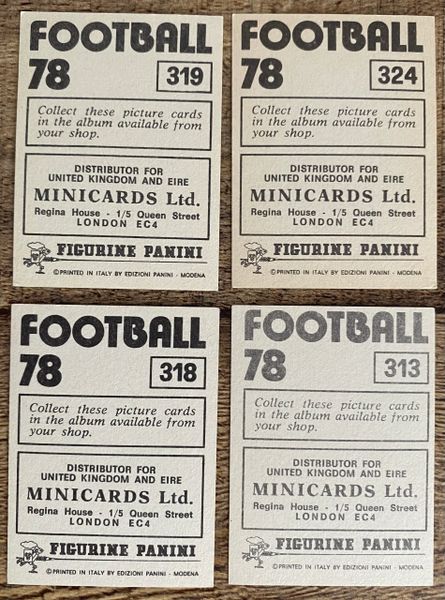 FOOTBALL
78 319
Collect these picture cards
in the album available from
your shop.
DISTRIBUTOR FOR
UNITED KINGDOM AND EIRE
MINICARDS Ltd.
Regina House - 1/5 Queen Street
LONDON EC4
FIGURINE PANINI
©PRINTED IN ITALY BY EDIZIONI PANINI - MODENA
FOOTBALL
78 324
Collect these picture cards
in the album available from
your shop.
DISTRIBUTOR FOR
UNITED KINGDOM AND EIRE
MINICARDS Ltd.
Regina House - 1/5 Queen Street
LONDON EC4
FIGURINE PANINI
©PRINTED IN ITALY BY EDIZIONI PANINI - MODENA
FOOTBALL
78 318
Collect these picture cards
in the album available from
your shop.
DISTRIBUTOR FOR
UNITED KINGDOM AND EIRE
MINICARDS Ltd.
Regina House - 1/5 Queen Street
LONDON EC4
FIGURINE PANINI
©PRINTED IN ITALY BY EDIZIONI PANINI - MODENA
FOOTBALL
78 313
Collect these picture cards
in the album available from
your shop.
DISTRIBUTOR FOR
UNITED KINGDOM AND EIRE
MINICARDS Ltd.
Regina House - 1/5 Queen Street
LONDON EC4
FIGURINE PANINI
©PRINTED IN ITALY BY EDIZIONI PANINI - MODENA